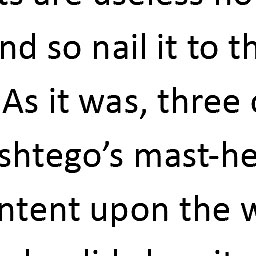 ts are useless no
nd so nail it to th
As it was, three
shtego’s mast-he
ntent upon the w